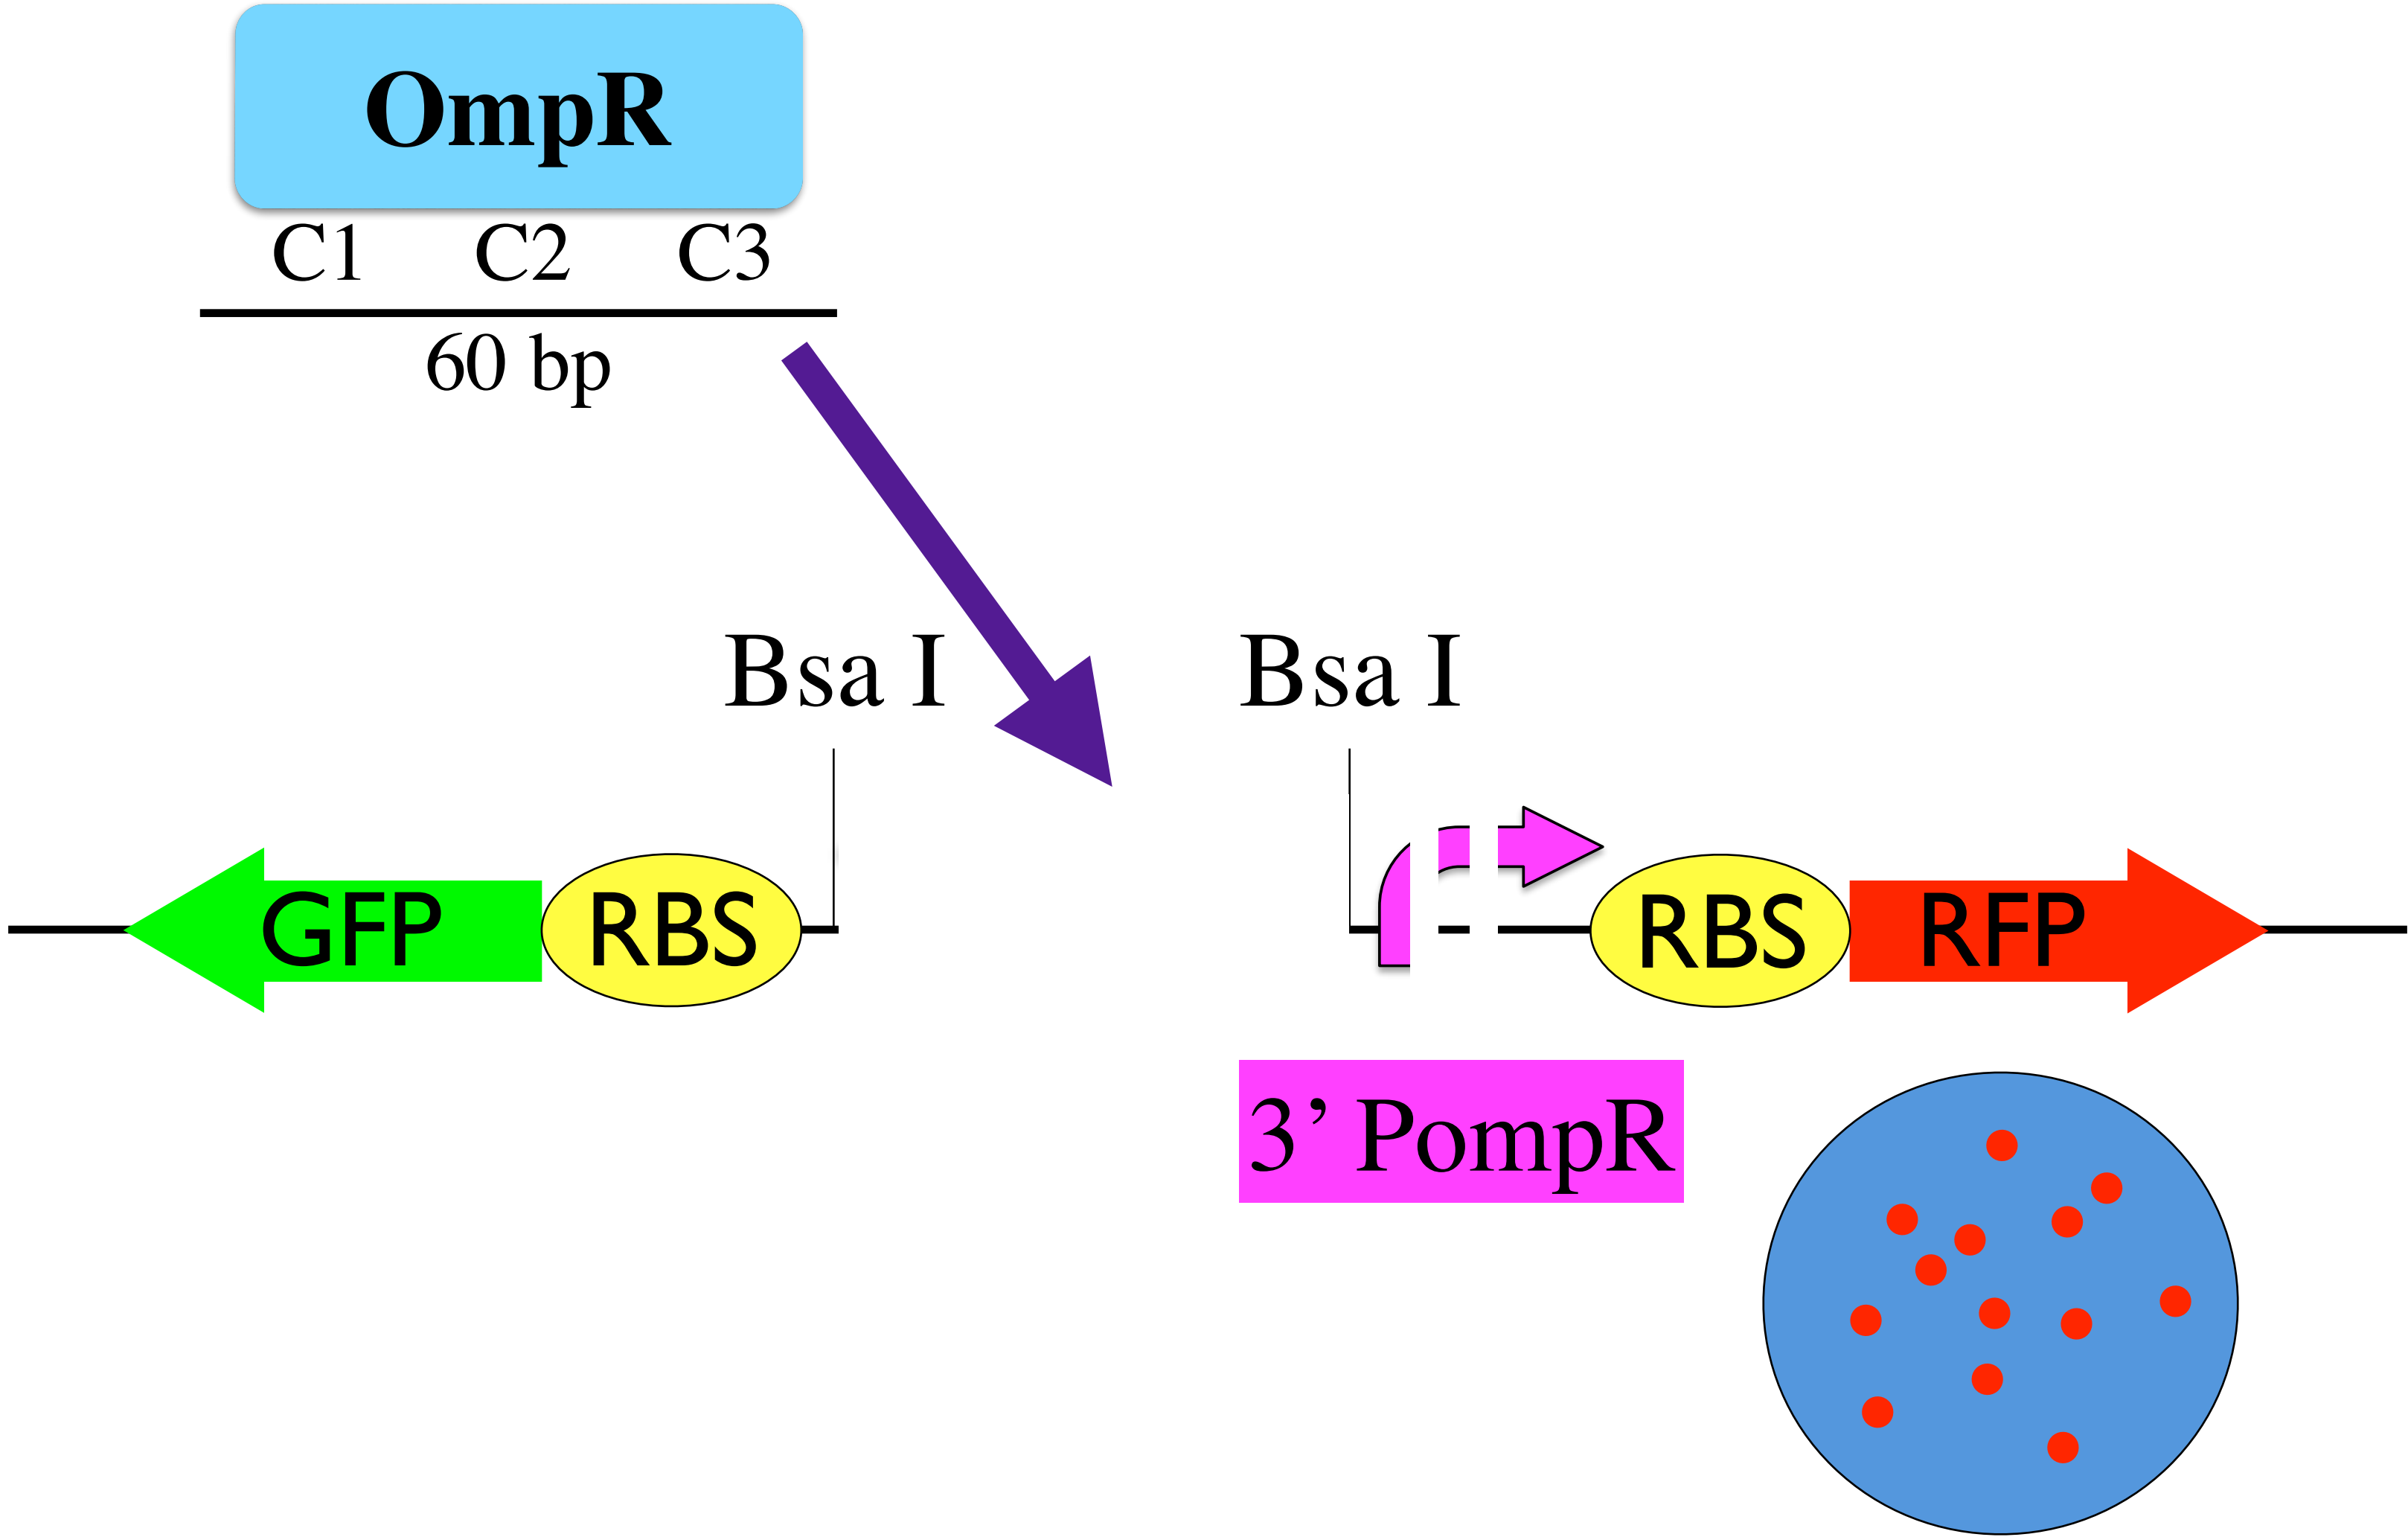 OmpR
C1 C2 C3
60 bp
Bsa I Bsa I
GFP RBS RBS RFP
3’ PompR